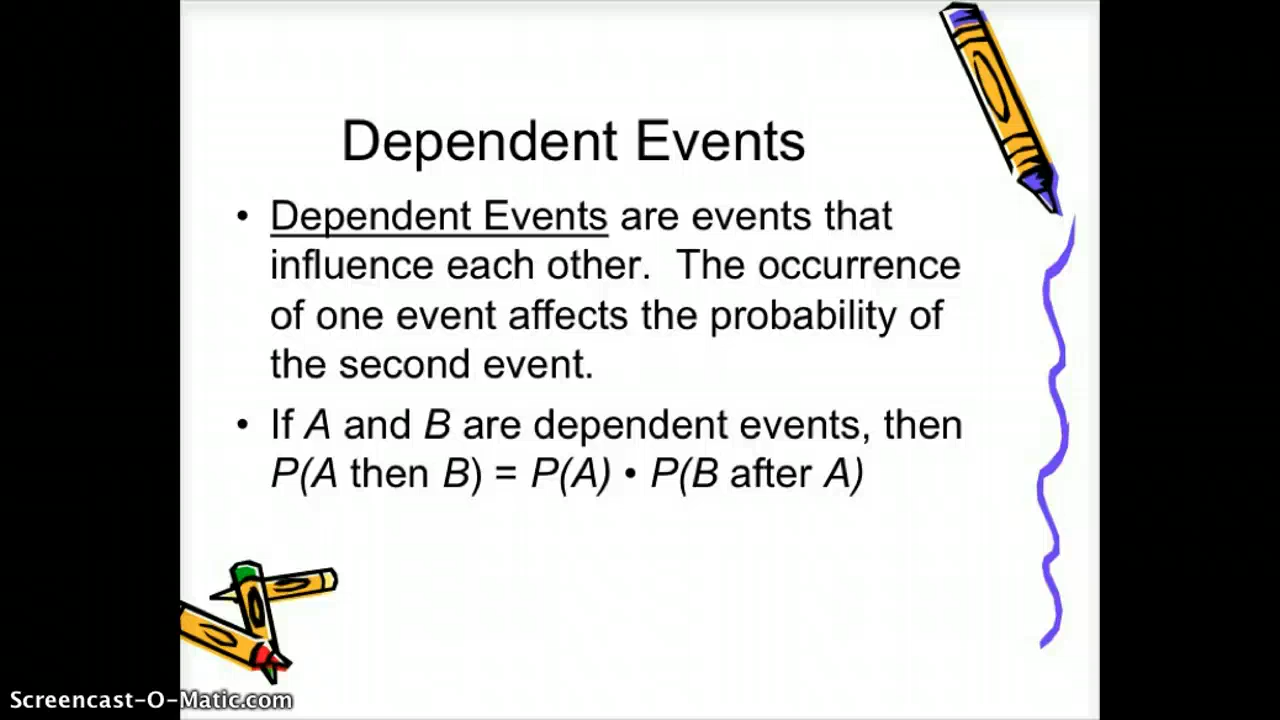 Dependent Events
• Dependent Events are events that
influence each other. The occurrence
of one event affects the probability of
the second event.
• If A and B are dependent events, then
P(A then B) = P(A) • P(B after A)
Screencast-O-Matic.com